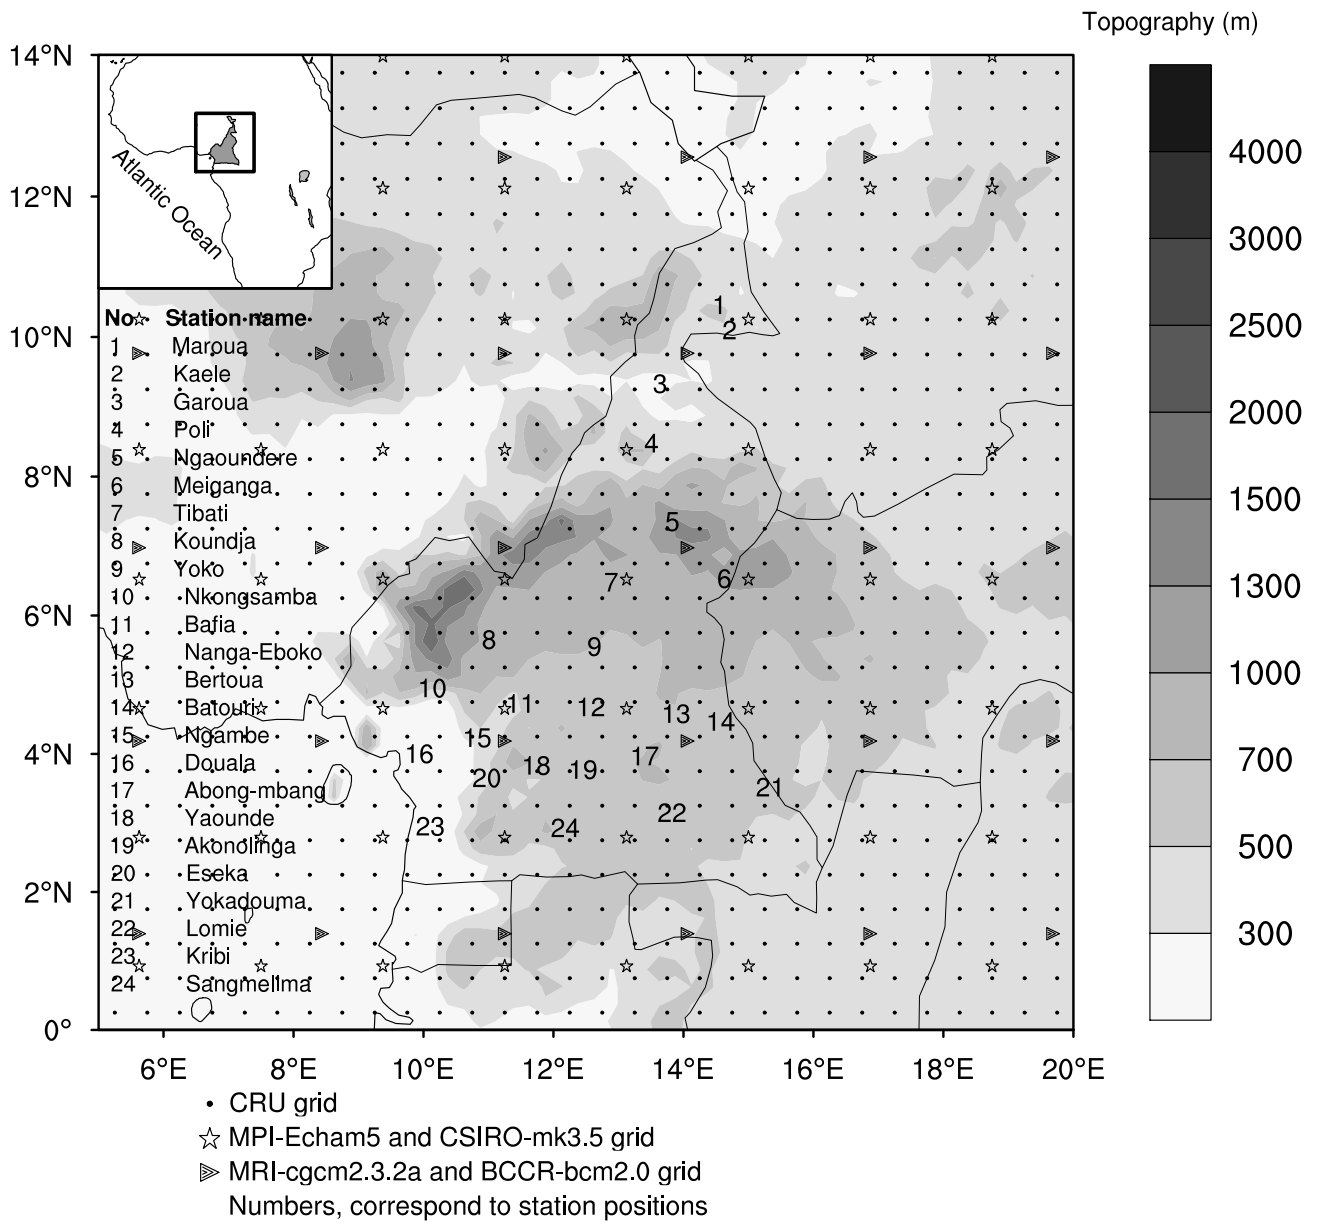 Topography (m)
14°N
12°N
10°N
8°N
6°N
4°N
2°N
0°
Atlantic Ocean
No Station name
1 Maroua
2 Kaele
3 Garoua
4 Poli
5 Ngaoundere
6 Meiganga
7 Tibati
8 Koundja
9 Yoko
10 Nkongsamba
11 Bafia
12 Nanga-Eboko
13 Bertoua
14 Batouri
15 Ngambe
16 Douala
17 Abong-mbang
18 Yaounde
19 Akonolinga
20 Eseka
21 Yokadouma
22 Lomie
23 Kribi
24 Sangmelima
1
2
3
4
5
6
7
8
9
10
11
12
13
14
15
16
17
18
19
20
21
22
23
24
4000
3000
2500
2000
1500
1300
1000
700
500
300
6°E 8°E 10°E 12°E 14°E 16°E 18°E 20°E
CRU grid
MPI-Echam5 and CSIRO-mk3.5 grid
MRI-cgcm2.3.2a and BCCR-bcm2.0 grid
Numbers, correspond to station positions